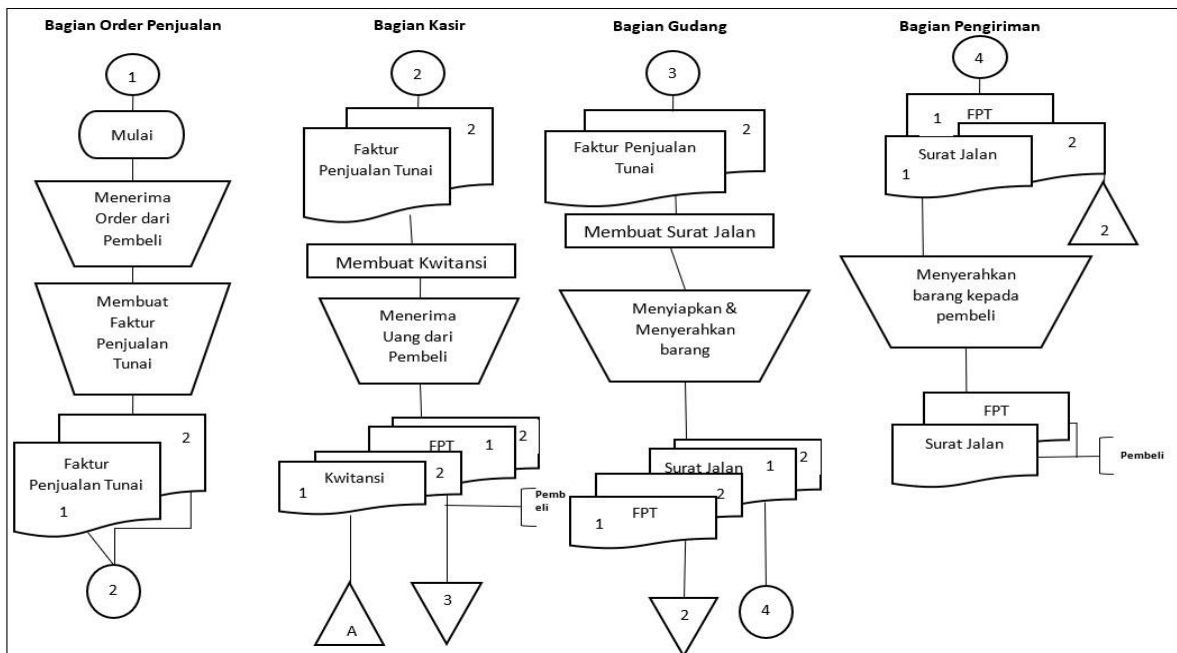 Bagian Order Penjualan
1
Mulai
Menerima
Order dari
Pembeli
Membuat
Faktur
Penjualan
Tunai
2
Faktur
Penjualan Tunai
1
2
Bagian Kasir
2
2
Faktur
Penjualan Tunai
Membuat Kwitansi
Menerima
Uang dari
Pembeli
2
FPT
1
2
Kwitansi
1
Pemb
eli
A
3
Bagian Gudang
3
2
Faktur Penjualan
Tunai
Membuat Surat Jalan
Menyiapkan &
Menyerahkan
barang
2
Surat Jalan
1
2
FPT
1
2
4
Bagian Pengiriman
4
FPT
1
2
Surat Jalan
1
2
Menyerahkan
barang kepada
pembeli
FPT
Surat Jalan
Pembeli